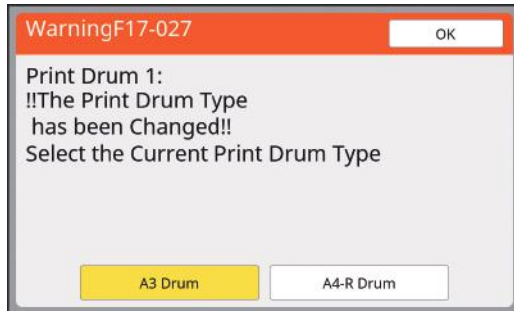 WarningF17-027
OK
Print Drum 1:
!!The Print Drum Type
has been Changed!!
Select the Current Print Drum Type
A3 Drum
A4-R Drum